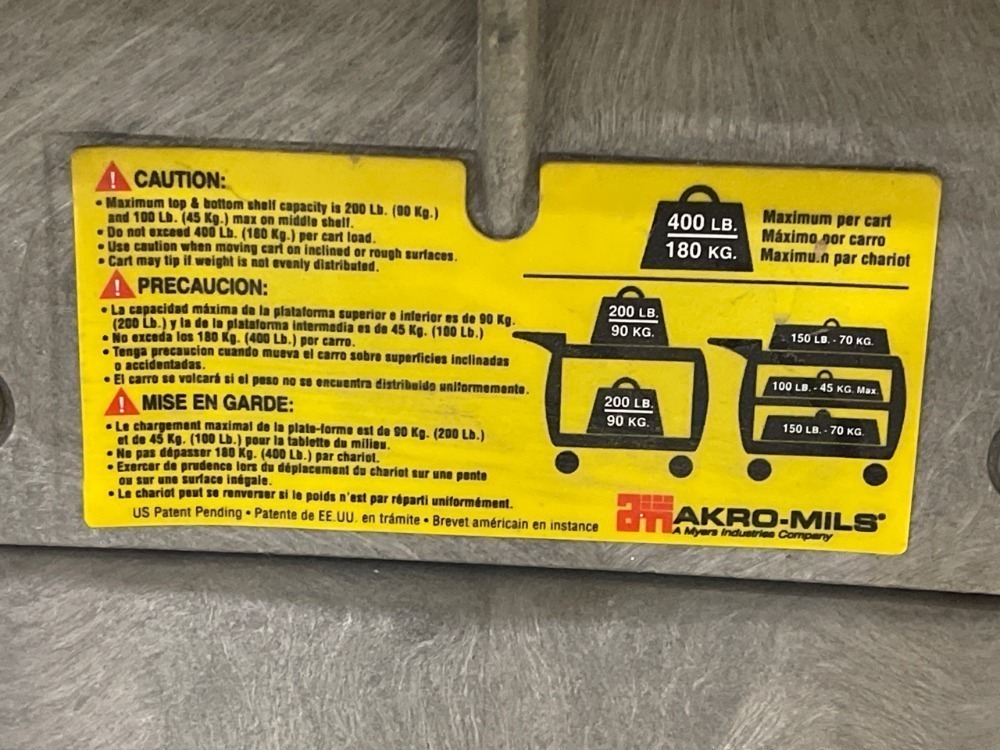 CAUTION:
• Maximum top & bottom shelf capacity is 200 Lb. (90 Kg.)
and 100 Lb. (45 Kg.) max on middle shelf.
• Do not exceed 400 Lb. (180 Kg.) per cart load.
• Use caution when moving cart on inclined or rough surfaces.
• Cart may tip if weight is not evenly distributed.
PRECAUCION:
• La capacidad máxima de la plataforma superior e inferior es de 90 Kg.
(200 Lb.) y la de la plataforma intermedia es de 45 Kg. (100 Lb.)
• No exceda los 180 Kg. (400 Lb.) por carro.
• Tenga precaucion cuando mueva el carro sobre superficies inclinadas
o accidentadas.
• El carro se volcará si el peso no se encuentra distribuido uniformemente.
MISE EN GARDE:
• Le chargement maximal de la plate-forme est de 90 Kg. (200 Lb.)
et de 45 Kg. (100 Lb.) pour la tablette du milieu.
• Ne pas dépasser 180 Kg. (400 Lb.) par chariot.
• Exercer de prudence lors du déplacement du chariot sur une pente
ou sur une surface inégale.
• Le chariot peut se renverser si le poids n'est par réparti uniformément.
US Patent Pending • Patente de EE.UU. en trámite • Brevet américain en instance
400 LB.
180 KG.
Maximum per cart
Máximo por carro
Maximum par chariot
200 LB.
90 KG.
200 LB.
90 KG.
150 LB. - 70 KG.
100 LB. - 45 KG. Max.
150 LB. - 70 KG.
am AKRO-MILS®
A Myers Industries Company